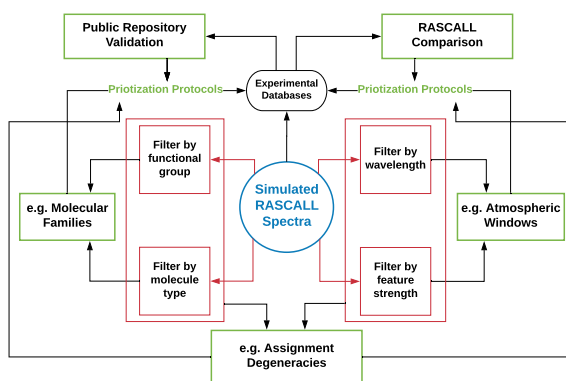 Public Repository
Validation
RASCALL
Comparison
Experimental
Databases
Priotization Protocols
Priotization Protocols
Filter by
functional
group
Filter by
wavelength
Simulated
RASCALL
Spectra
e.g. Molecular
Families
e.g. Atmospheric
Windows
Filter by
molecule
type
Filter by
feature
strength
e.g. Assignment
Degeneracies